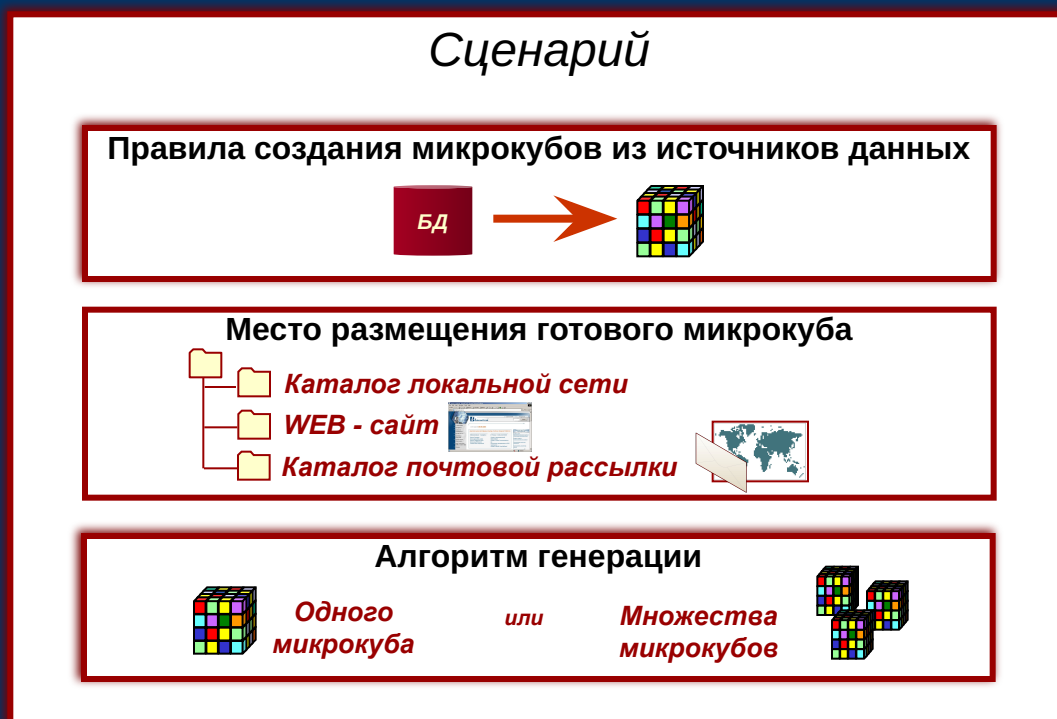 Сценарий
Правила создания микрокубов из источников данных
БД
Место размещения готового микрокуба
Каталог локальной сети
WEB - сайт
Каталог почтовой рассылки
Алгоритм генерации
Одного
микрокуба
или
Множества
микрокубов